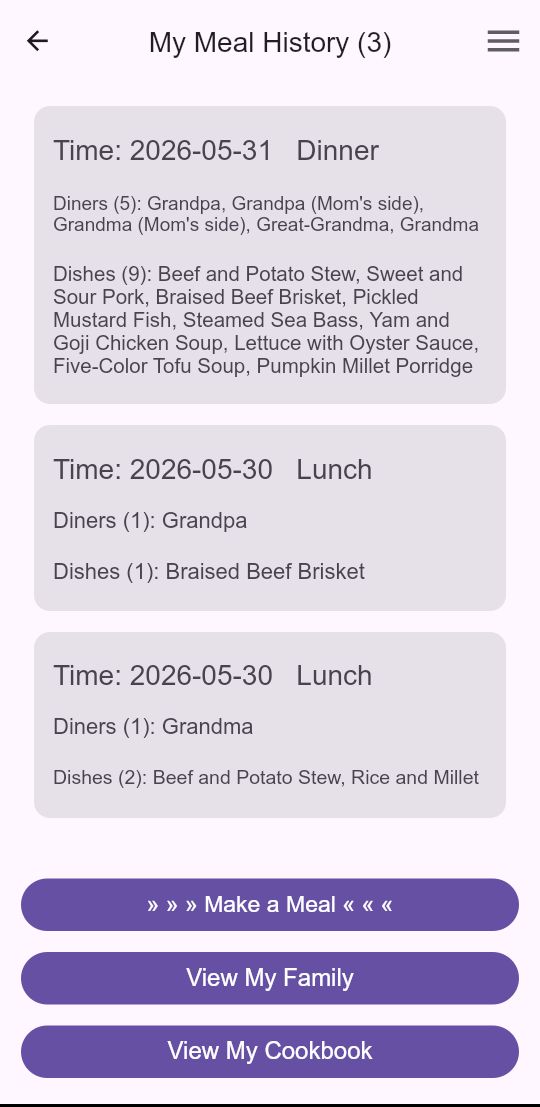 My Meal History (3)
Time: 2026-05-31 Dinner
Diners (5): Grandpa, Grandpa (Mom's side),
Grandma (Mom's side), Great-Grandma, Grandma
Dishes (9): Beef and Potato Stew, Sweet and
Sour Pork, Braised Beef Brisket, Pickled
Mustard Fish, Steamed Sea Bass, Yam and
Goji Chicken Soup, Lettuce with Oyster Sauce,
Five-Color Tofu Soup, Pumpkin Millet Porridge
Time: 2026-05-30 Lunch
Diners (1): Grandpa
Dishes (1): Braised Beef Brisket
Time: 2026-05-30 Lunch
Diners (1): Grandma
Dishes (2): Beef and Potato Stew, Rice and Millet
» » » Make a Meal « « «
View My Family
View My Cookbook